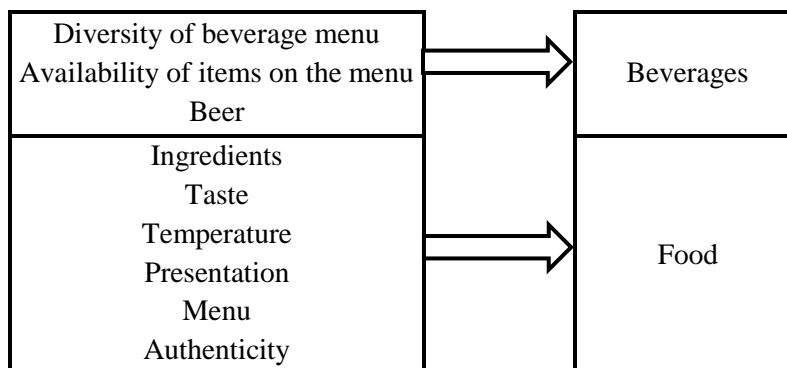 Diversity of beverage menu
Availability of items on the menu
Beer
Beverages
Ingredients
Taste
Temperature
Presentation
Menu
Authenticity
Food